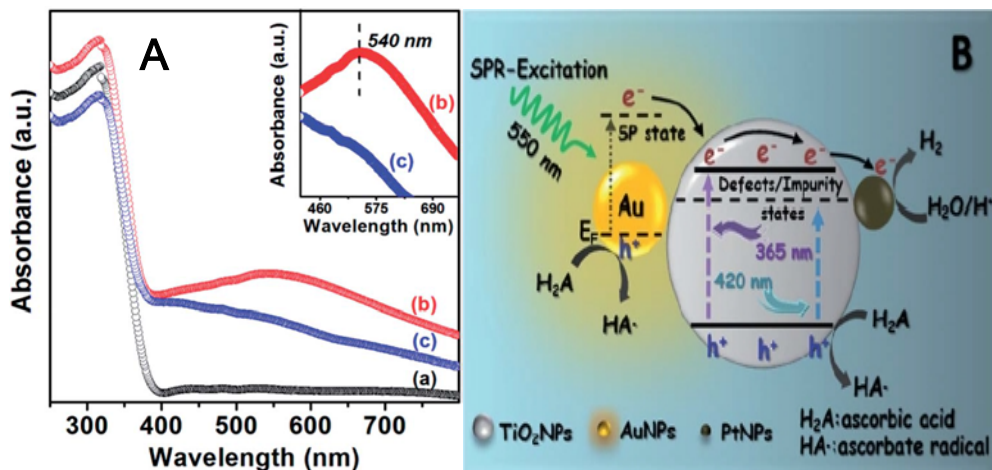 A
Absorbance (a.u.)
Wavelength (nm)
300 400 500 600 700
(b)
(c)
(a)
Absorbance (a.u.)
540 nm
(b)
(c)
460 575 690
Wavelength (nm)
B
SPR-Excitation
550 nm
e⁻
SP state
e⁻ e⁻ e⁻
e⁻
H₂
Defects/Impurity
states
H₂O/H⁺
Au
E_F
h⁺
365 nm
H₂A
420 nm
HA·
H₂A
h⁺ h⁺ h⁺
HA·
TiO₂NPs AuNPs PtNPs
H₂A:ascorbic acid
HA·:ascorbate radical